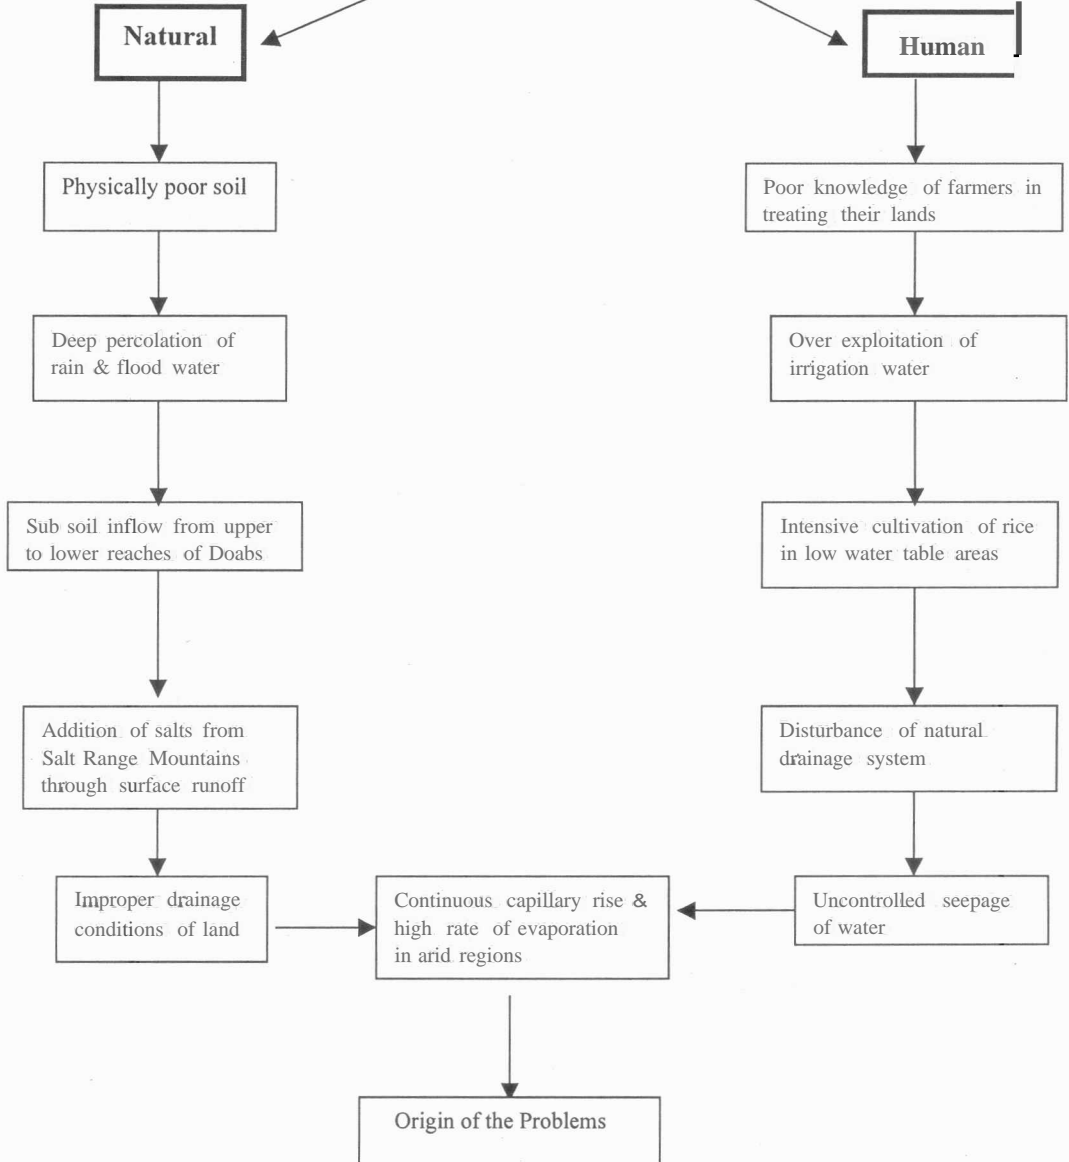 Natural
Human
Physically poor soil
Poor knowledge of farmers in
treating their lands
Deep percolation of
rain & flood water
Over exploitation of
irrigation water
Sub soil inflow from upper
to lower reaches of Doabs
Intensive cultivation of rice
in low water table areas
Addition of salts from
Salt Range Mountains
through surface runoff
Disturbance of natural
drainage system
Improper drainage
conditions of land
Continuous capillary rise &
high rate of evaporation
in arid regions
Uncontrolled seepage
of water
Origin of the Problems